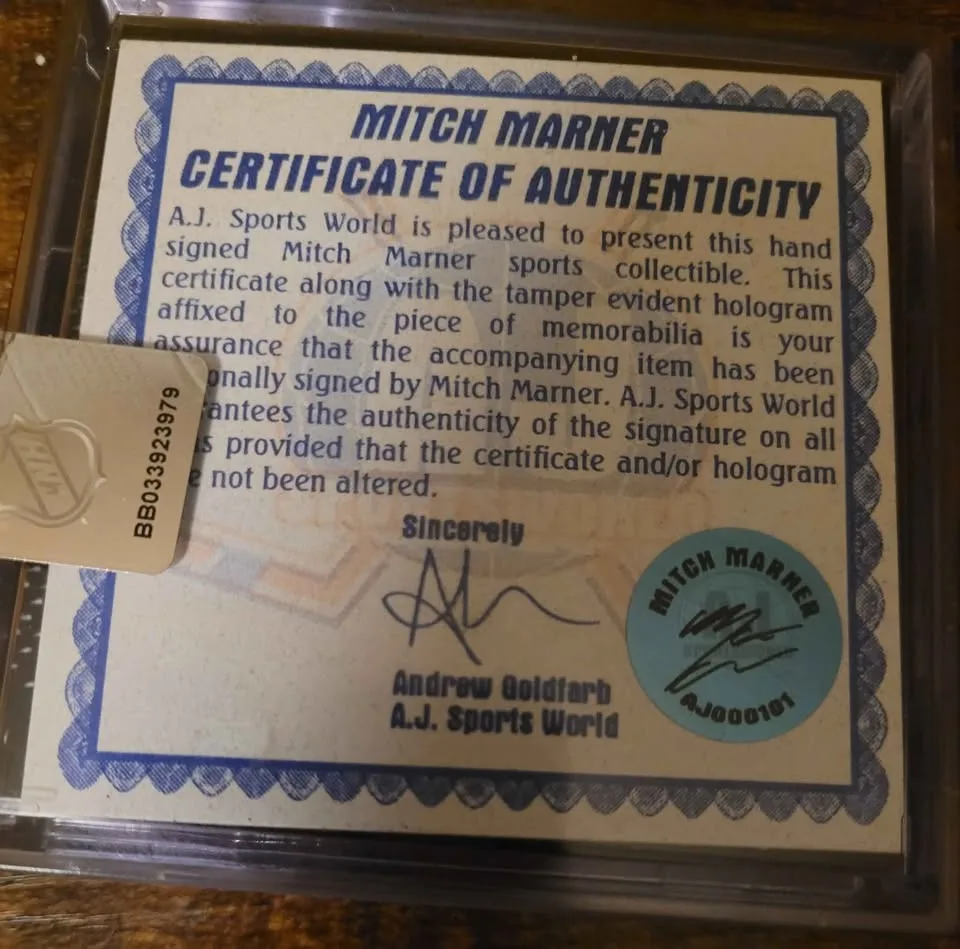 MITCH MARNER
CERTIFICATE OF AUTHENTICITY
A.J. Sports World is pleased to present this hand
signed Mitch Marner sports collectible. This
certificate along with the tamper evident hologram
affixed to the piece of memorabilia is your
assurance that the accompanying item has been
onally signed by Mitch Marner. A.J. Sports World
antees the authenticity of the signature on all
s provided that the certificate and/or hologram
e not been altered.
Sincerely
Andrew Goldfarb
A.J. Sports World
NHL
BB033923979
MITCH MARNER
AJ000101